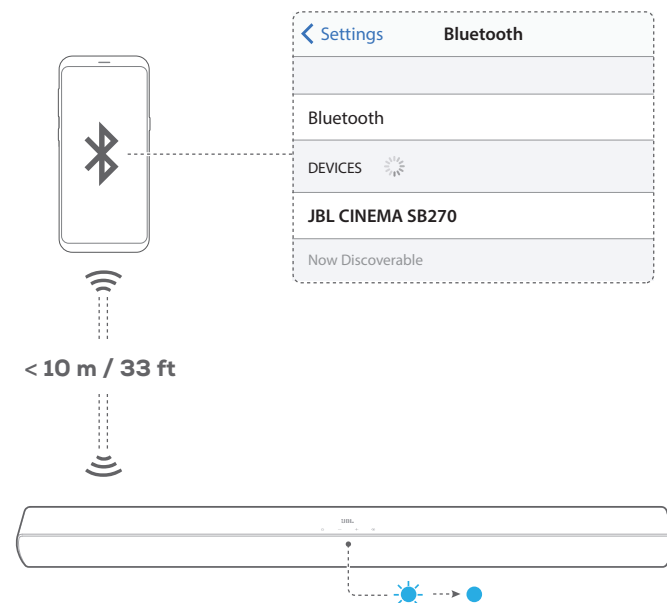 Settings Bluetooth
Bluetooth
DEVICES
JBL CINEMA SB270
Now Discoverable
< 10 m / 33 ft
JBL